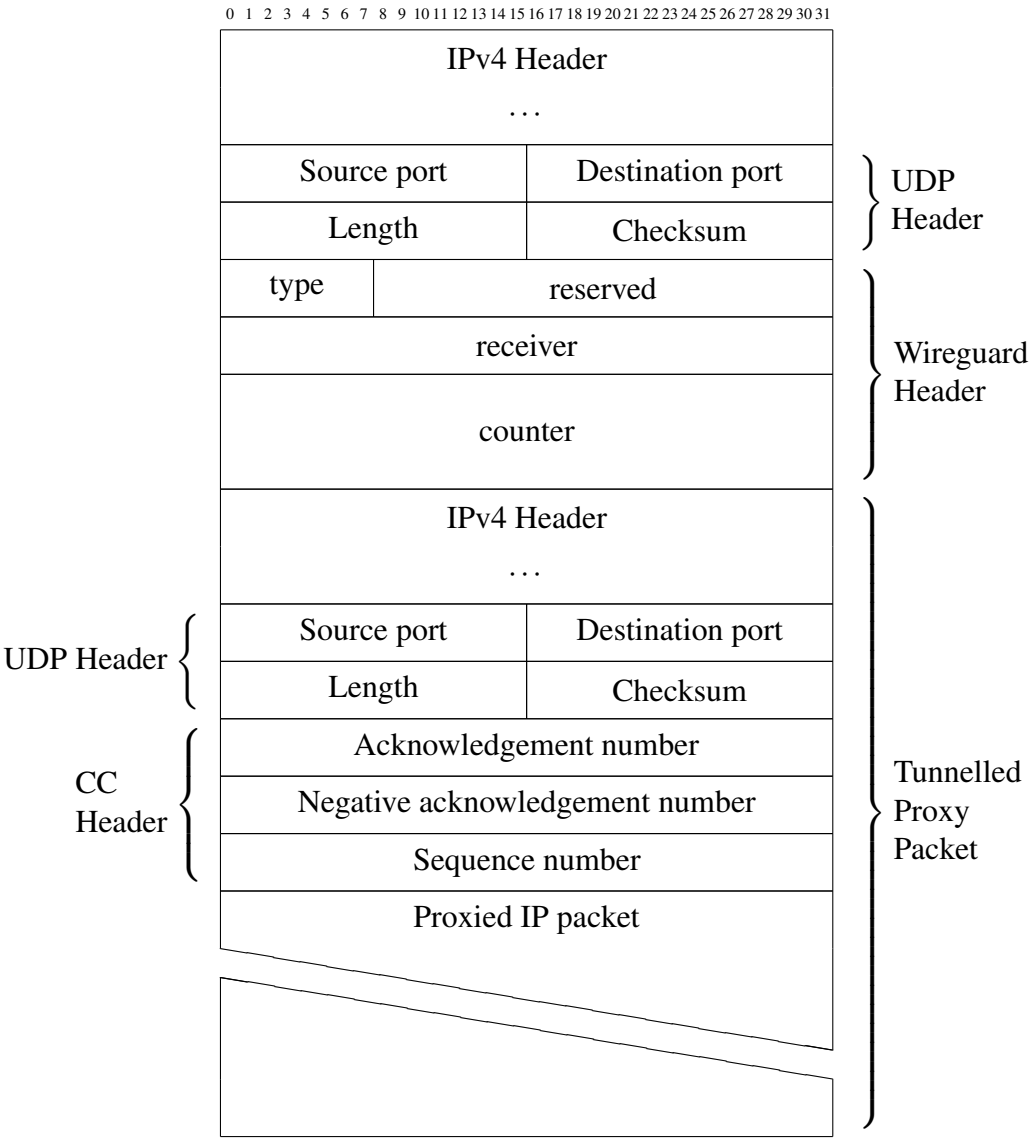 0 1 2 3 4 5 6 7 8 9 10 11 12 13 14 15 16 17 18 19 20 21 22 23 24 25 26 27 28 29 30 31
IPv4 Header
...
Source port Destination port
Length Checksum
UDP
Header
type reserved
receiver
counter
Wireguard
Header
IPv4 Header
...
Source port Destination port
Length Checksum
UDP Header
Acknowledgement number
Negative acknowledgement number
Sequence number
CC
Header
Proxied IP packet
Tunnelled
Proxy
Packet